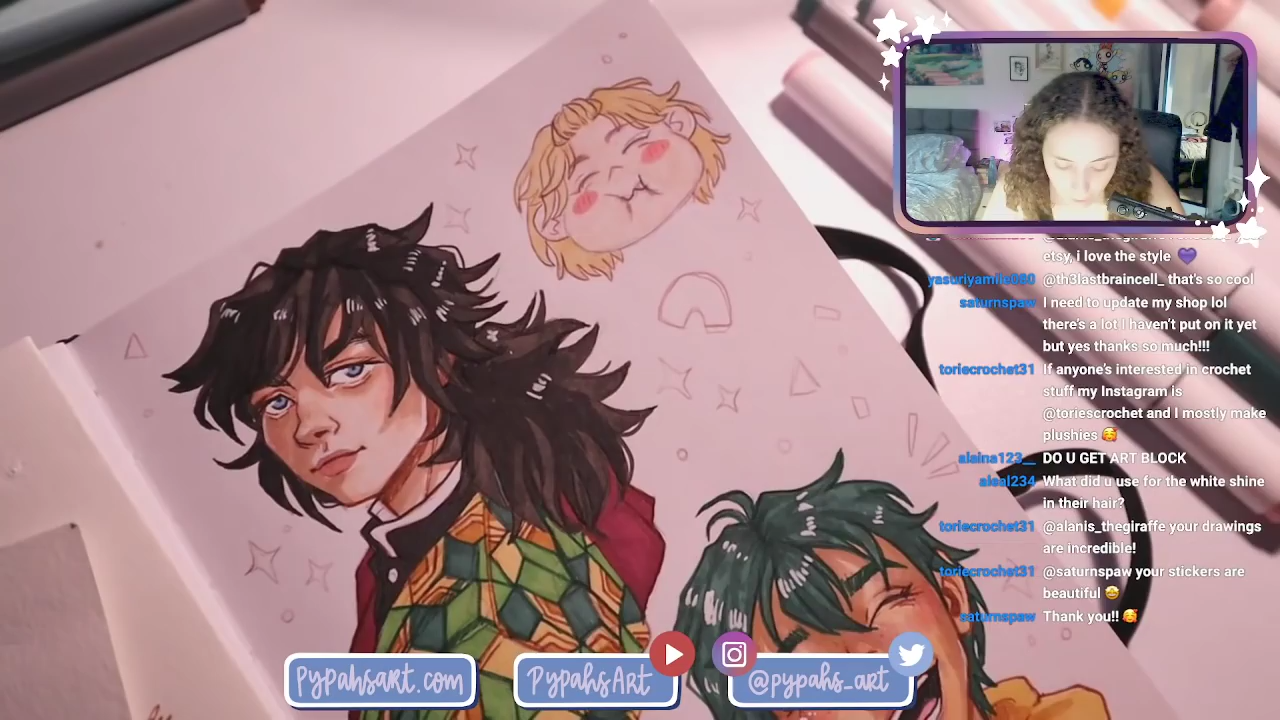 etsy, i love the style 💜
yasuriyamile080 @th3lastbraincell_ that's so cool
saturnspaw I need to update my shop lol
there's a lot I haven't put on it yet
but yes thanks so much!!!
toriecrochet31 If anyone's interested in crochet
stuff my Instagram is
@toriescrochet and I mostly make
plushies 🥰
alaina123__ DO U GET ART BLOCK
alsal234 What did u use for the white shine
in their hair?
toriecrochet31 @alanis_thegiraffe your drawings
are incredible!
toriecrochet31 @saturnspaw your stickers are
beautiful 🤩
saturnspaw Thank you!! 🥰
Pypahsart.com
PypahsArt
@pypahs_art